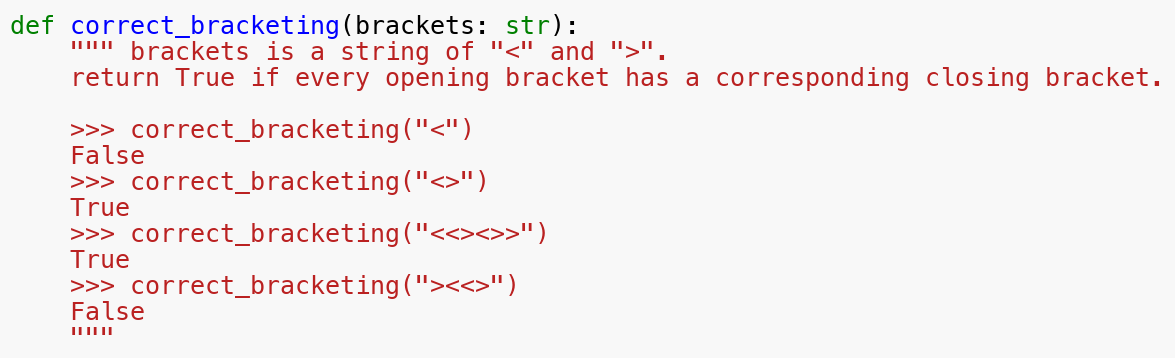 def correct_bracketing(brackets: str):
    """ brackets is a string of "<" and ">".
    return True if every opening bracket has a corresponding closing bracket.

    >>> correct_bracketing("<")
    False
    >>> correct_bracketing("<>")
    True
    >>> correct_bracketing("<<><>>")
    True
    >>> correct_bracketing("><<>")
    False
    """